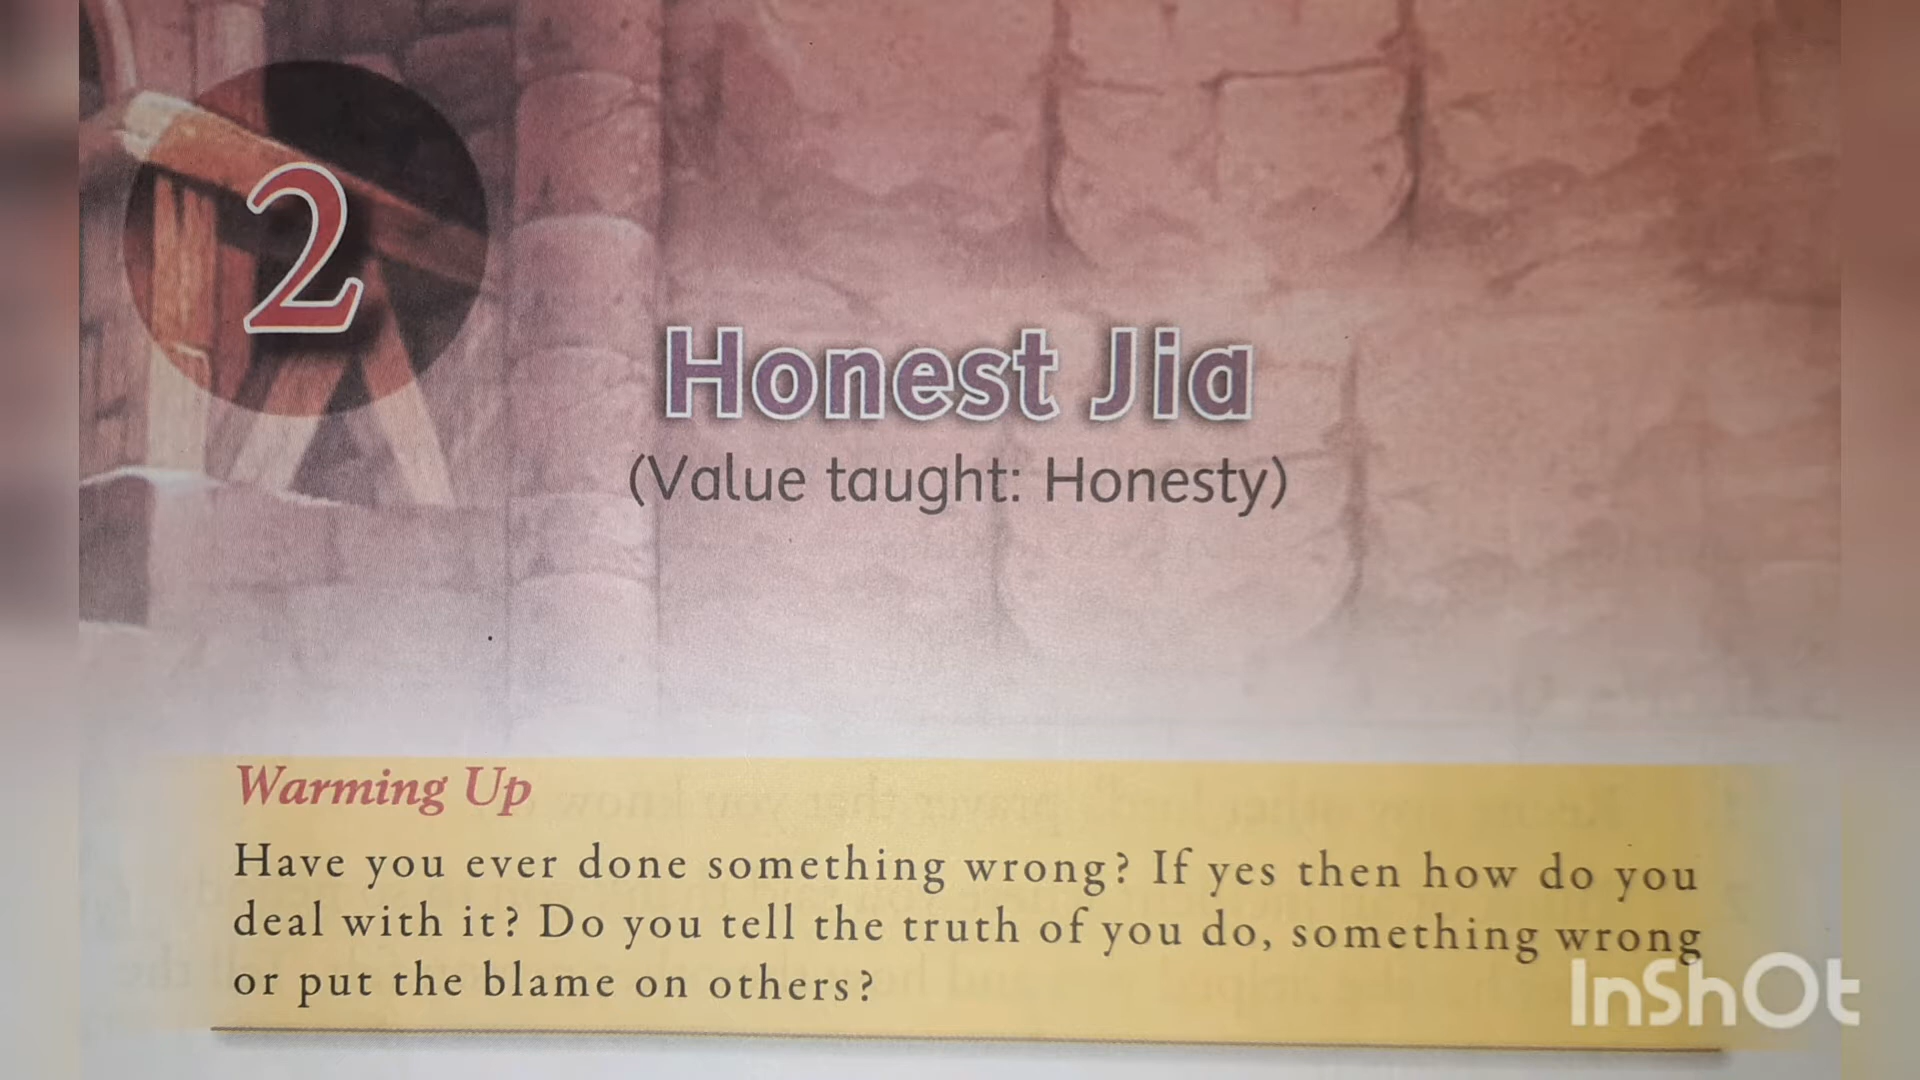 2
Honest Jia
(Value taught: Honesty)
Warming Up
Have you ever done something wrong? If yes then how do you
deal with it? Do you tell the truth of you do, something wrong
or put the blame on others?
InShOt